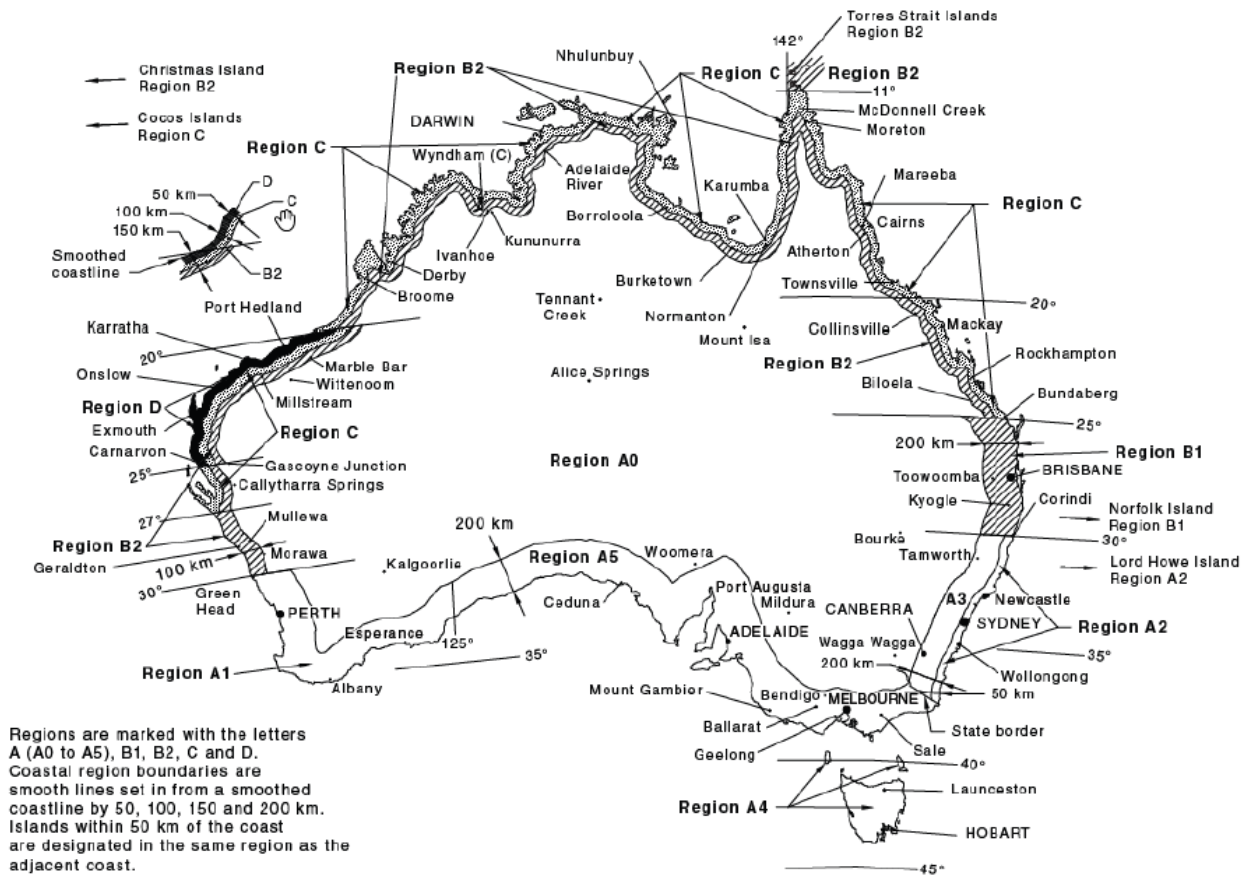 Torres Strait Islands
Region B2
142°
Nhulunbuy
Christmas Island
Region B2
Region B2
Region C
Region B2
11°
McDonnell Creek
Moreton
Cocos Islands
Region C
DARWIN
Region C
Wyndham (C)
Adelaide
River
Karumba
Mareeba
Region C
D
50 km
C
100 km
150 km
Smoothed
coastline
B2
Borroloola
Kununurra
Ivanhoe
Cairns
Atherton
Derby
Broome
Burketown
Townsville
20°
Port Hedland
Tennant
Creek
Normanton
Mount Isa
Collinsville
Mackay
Karratha
20°
Region B2
Rockhampton
Onslow
Marble Bar
Wittenoom
Alice Springs
Biloela
Bundaberg
Region D
Millstream
Exmouth
Region C
25°
Carnarvon
200 km
Region B1
Gascoyne Junction
25°
Callytharra Springs
Region A0
Toowoomba
BRISBANE
Kyogle
Corindi
Norfolk Island
Region B1
27°
Mullewa
Region B2
Morawa
200 km
Region A5
Woomera
Bourke
30°
Geraldton
100 km
Kalgoorlie
Tamworth
Lord Howe Island
Region A2
30°
Green
Head
Ceduna
Port Augusta
Mildura
CANBERRA
A3
Newcastle
PERTH
Esperance
125°
ADELAIDE
Wagga Wagga
SYDNEY
Region A2
35°
35°
200 km
Region A1
Albany
Wollongong
Mount Gambier
Bendigo
MELBOURNE
50 km
Ballarat
State border
Geelong
Sale
40°
Region A4
Launceston
HOBART
45°
Regions are marked with the letters
A (A0 to A5), B1, B2, C and D.
Coastal region boundaries are
smooth lines set in from a smoothed
coastline by 50, 100, 150 and 200 km.
Islands within 50 km of the coast
are designated in the same region as the
adjacent coast.